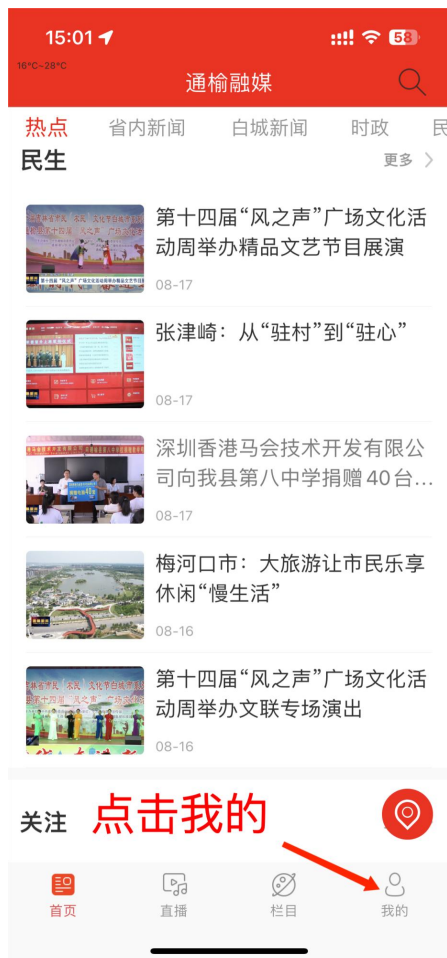 15:01
58
16°C~28°C
通榆融媒
热点 省内新闻 白城新闻 时政 民
民生
更多
第十四届“风之声”广场文化活
动周举办精品文艺节目展演
08-17
张津崎：从“驻村”到“驻心”
08-17
深圳香港马会技术开发有限公
司向我县第八中学捐赠40台...
08-17
梅河口市：大旅游让市民乐享
休闲“慢生活”
08-16
第十四届“风之声”广场文化活
动周举办文联专场演出
08-16
关注
点击我的
首页 直播 栏目 我的